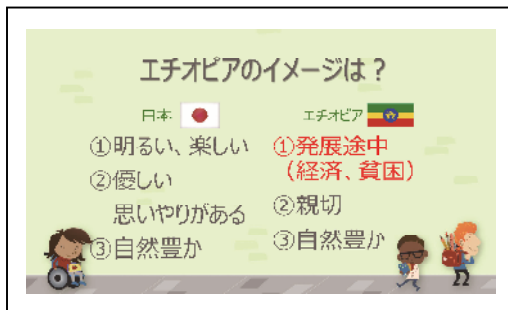 エチオピアのイメージは？
日本
①明るい、楽しい
②優しい
思いやりがある
③自然豊か
エチオピア
①発展途中
（経済、貧困）
②親切
③自然豊か